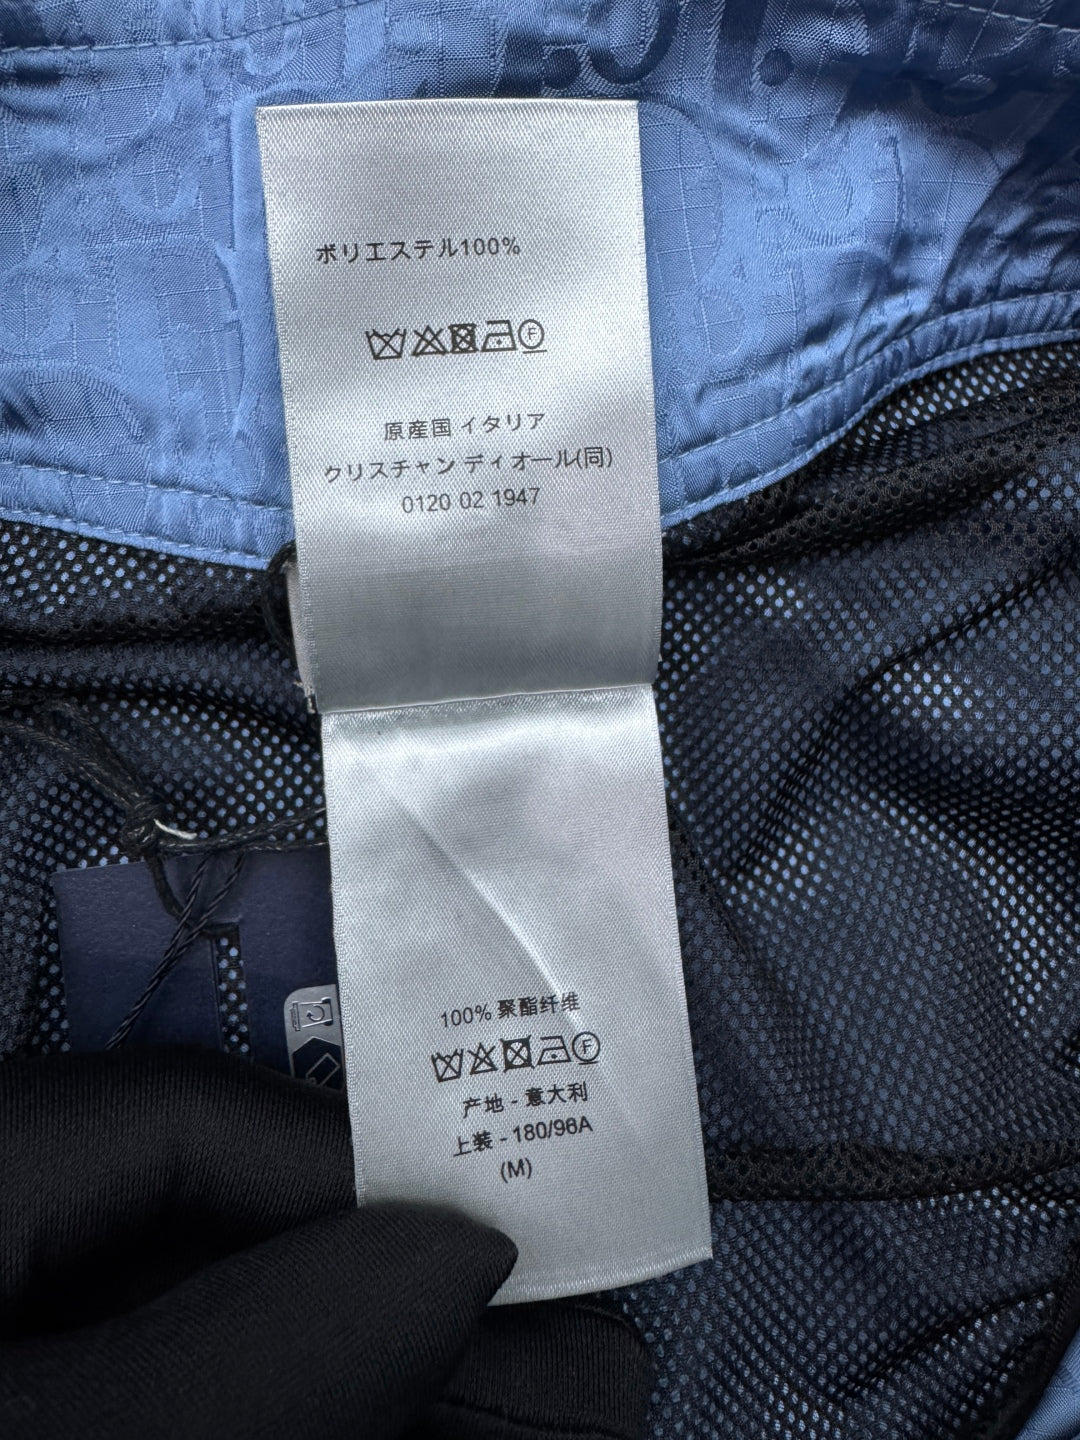 ポリエステル100%
F
原産国 イタリア
クリスチャン ディオール(同)
0120 02 1947
100% 聚酯纤维
F
产地 - 意大利
上装 - 180/96A
(M)